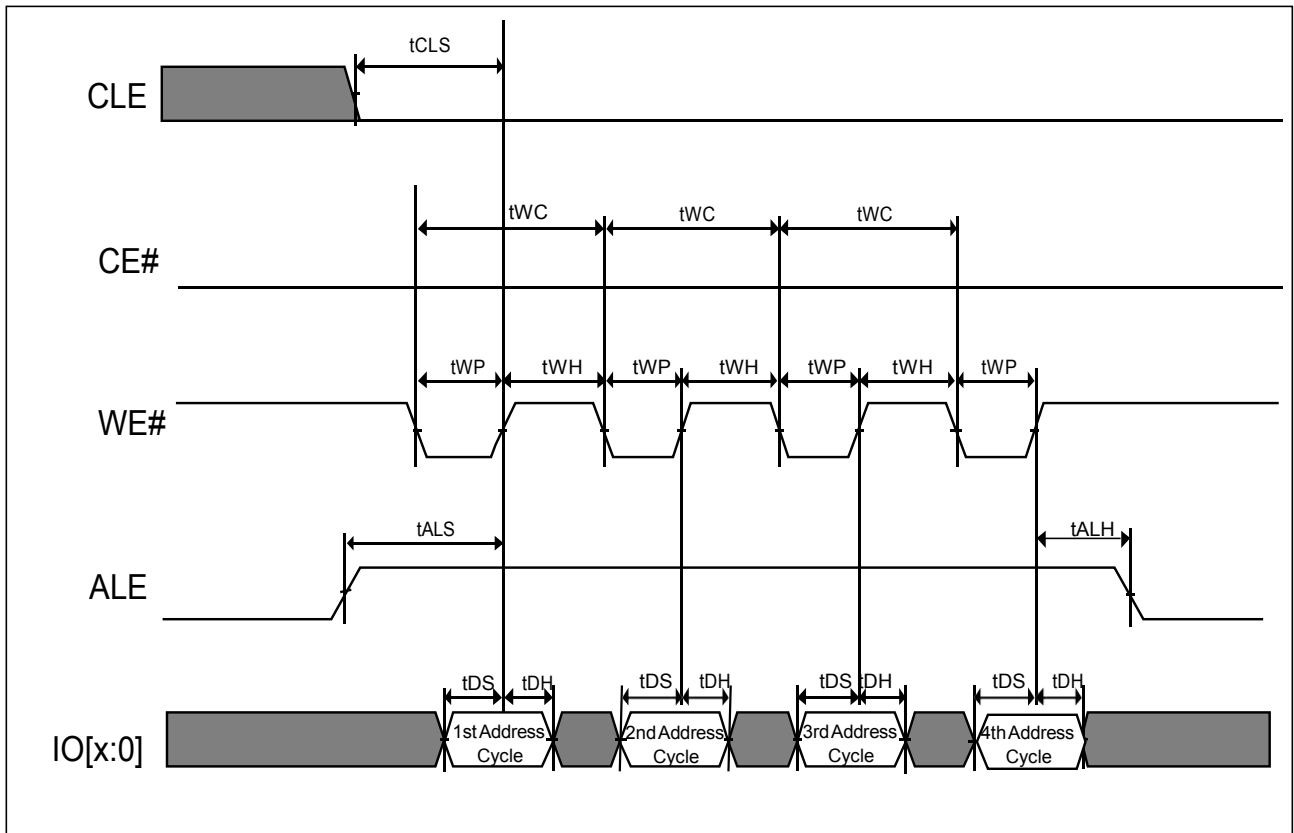 tCLS
CLE
tWC tWC tWC
CE#
tWP tWH tWP tWH tWP tWH tWP
WE#
tALS tALH
ALE
tDS tDH tDS tDH tDS tDH tDS tDH
IO[x:0]
1st Address 2nd Address 3rd Address 4th Address
Cycle Cycle Cycle Cycle